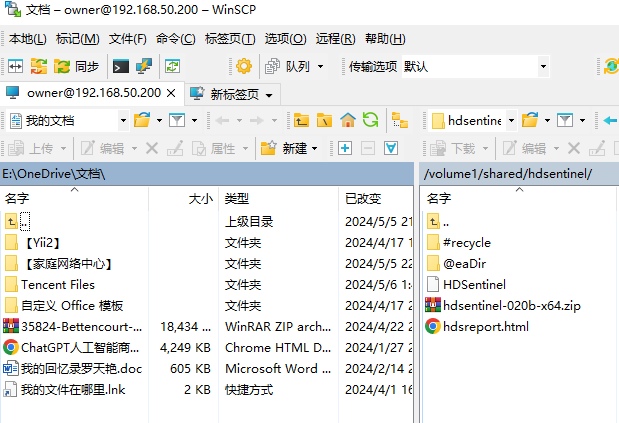 文档 – owner@192.168.50.200 – WinSCP
本地(L) 标记(M) 文件(F) 命令(C) 标签页(T) 选项(O) 远程(R) 帮助(H)
同步 队列 传输选项 默认
owner@192.168.50.200 × 新标签页
我的文档 hdsentine
上传 编辑 属性 新建 下载 编辑
E:\OneDrive\文档\ /volume1/shared/hdsentinel/
名字 大小 类型 已改变 名字
.. 上级目录 2024/5/5 21 ..
【Yii2】 文件夹 2024/4/17 1 #recycle
【家庭网络中心】 文件夹 2024/5/5 22 @eaDir
Tencent Files 文件夹 2024/5/6 1:4 HDSentinel
自定义 Office 模板 文件夹 2024/4/17 2 hdsentinel-020b-x64.zip
35824-Bettencourt-... 18,434 ... WinRAR ZIP arch... 2024/4/22 2 hdsreport.html
ChatGPT人工智能商... 4,249 KB Chrome HTML D... 2024/1/27 2
我的回忆录罗天艳.doc 605 KB Microsoft Word ... 2024/2/14 2
我的文件在哪里.lnk 2 KB 快捷方式 2024/4/1 16